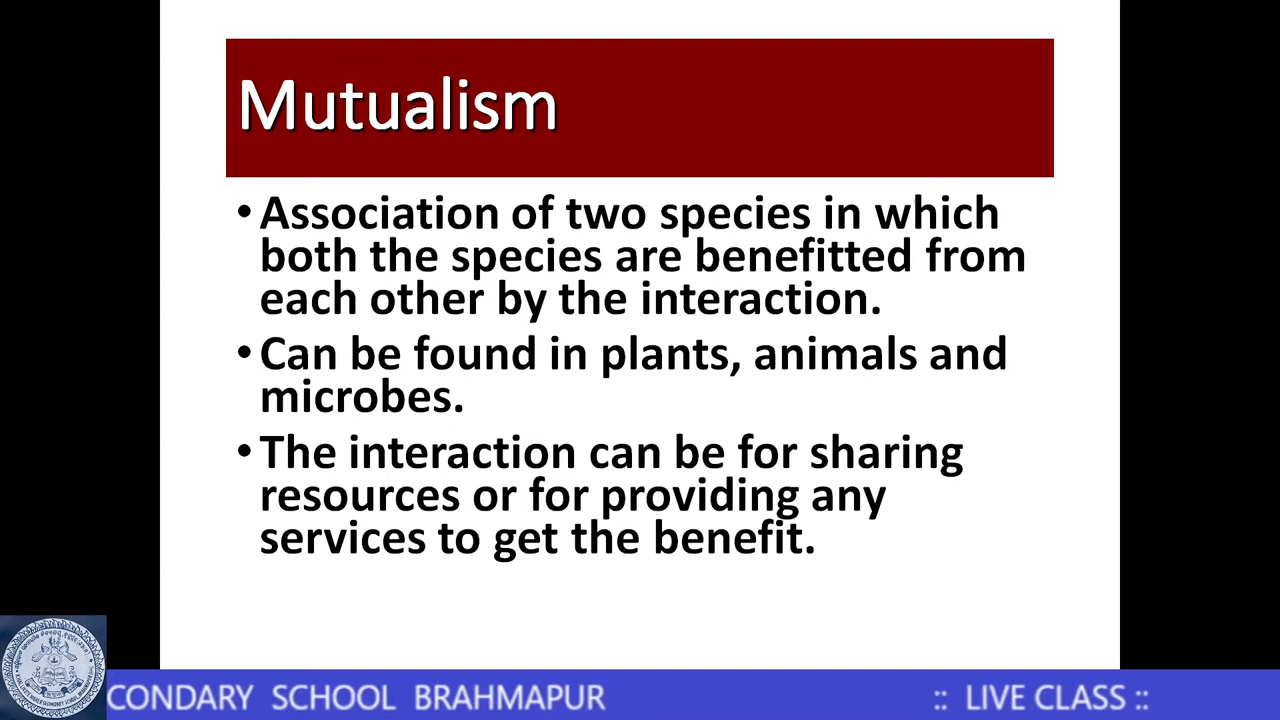 Mutualism
• Association of two species in which
both the species are benefitted from
each other by the interaction.
• Can be found in plants, animals and
microbes.
• The interaction can be for sharing
resources or for providing any
services to get the benefit.
CONDARY SCHOOL BRAHMAPUR :: LIVE CLASS ::